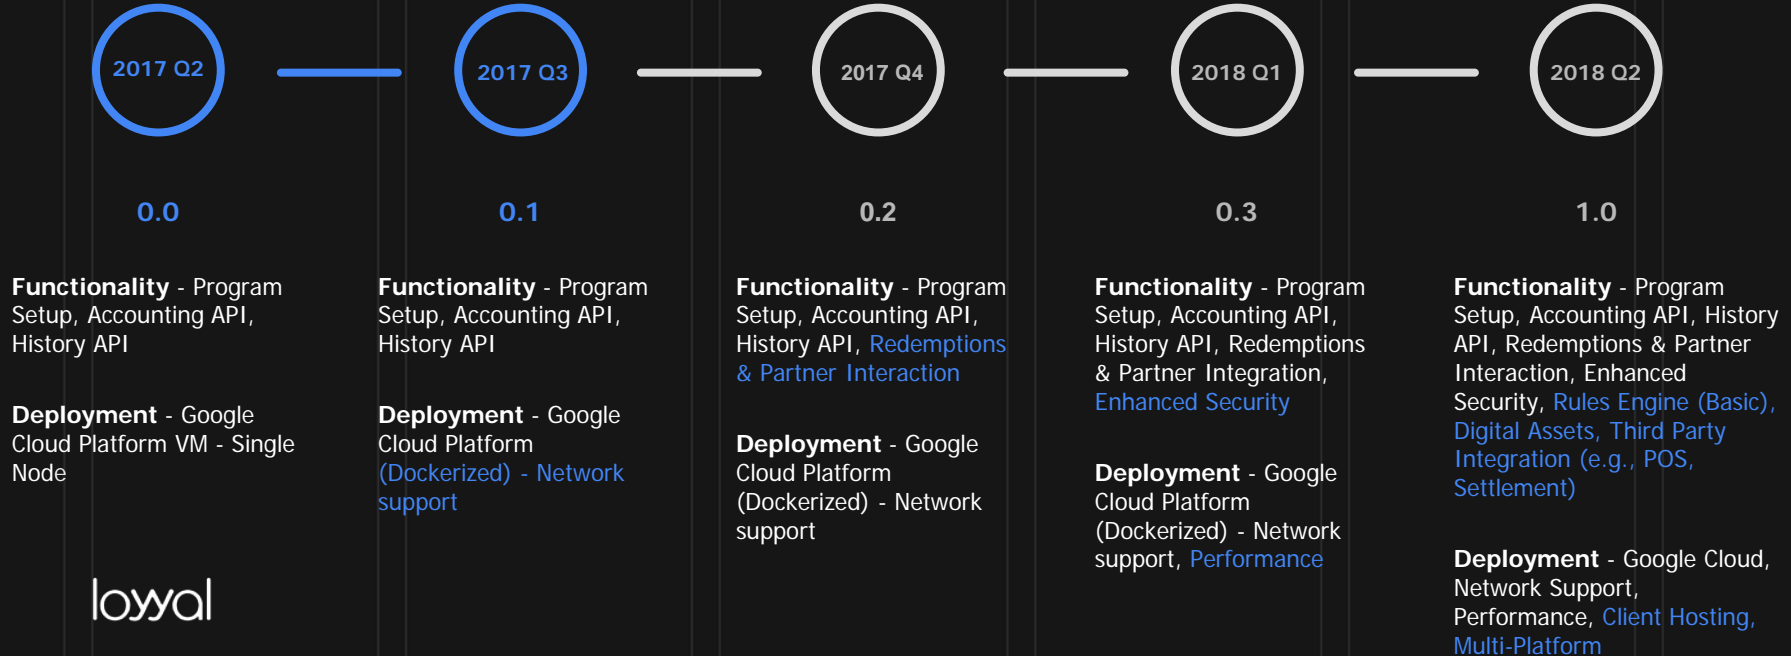 2017 Q2
2017 Q3
2017 Q4
2018 Q1
2018 Q2
0.0
0.1
0.2
0.3
1.0
Functionality - Program
Setup, Accounting API,
History API
Deployment - Google
Cloud Platform VM - Single
Node
Functionality - Program
Setup, Accounting API,
History API
Deployment - Google
Cloud Platform
(Dockerized) - Network
support
Functionality - Program
Setup, Accounting API,
History API, Redemptions
& Partner Interaction
Deployment - Google
Cloud Platform
(Dockerized) - Network
support
Functionality - Program
Setup, Accounting API,
History API, Redemptions
& Partner Integration,
Enhanced Security
Deployment - Google
Cloud Platform
(Dockerized) - Network
support, Performance
Functionality - Program
Setup, Accounting API, History
API, Redemptions & Partner
Interaction, Enhanced
Security, Rules Engine (Basic),
Digital Assets, Third Party
Integration (e.g., POS,
Settlement)
Deployment - Google Cloud,
Network Support,
Performance, Client Hosting,
Multi-Platform
loyyal